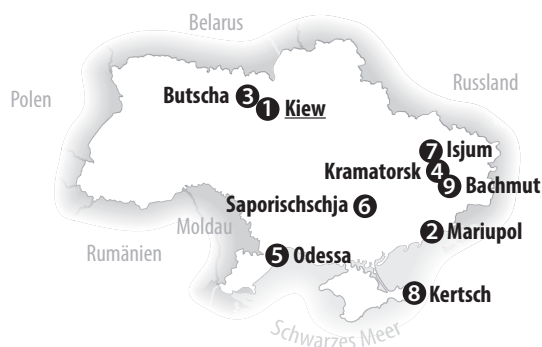 Belarus
Russland
Polen
Butscha 3
1 Kiew
7 Isjum
Kramatorsk 4
9 Bachmut
Saporischschja 6
Moldau
2 Mariupol
Rumänien
5 Odessa
8 Kertsch
Schwarzes Meer